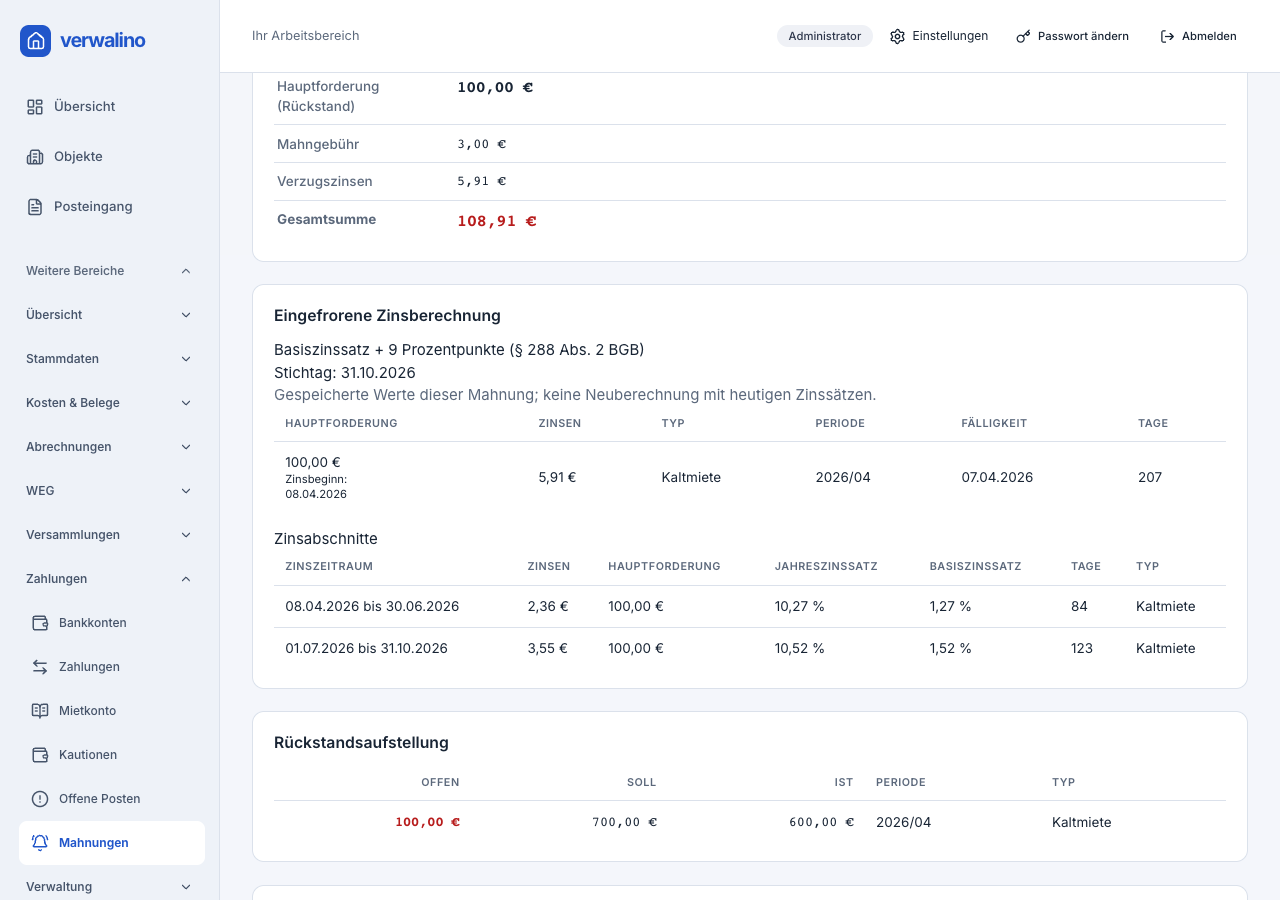 verwalino
Ihr Arbeitsbereich
Administrator
Einstellungen
Passwort ändern
Abmelden
Übersicht
Objekte
Posteingang
Weitere Bereiche
Übersicht
Stammdaten
Kosten & Belege
Abrechnungen
WEG
Versammlungen
Zahlungen
Bankkonten
Zahlungen
Mietkonto
Kautionen
Offene Posten
Mahnungen
Verwaltung
Hauptforderung (Rückstand) 100,00 €
Mahngebühr 3,00 €
Verzugszinsen 5,91 €
Gesamtsumme 108,91 €
Eingefrorene Zinsberechnung
Basiszinssatz + 9 Prozentpunkte (§ 288 Abs. 2 BGB)
Stichtag: 31.10.2026
Gespeicherte Werte dieser Mahnung; keine Neuberechnung mit heutigen Zinssätzen.
HAUPTFORDERUNG ZINSEN TYP PERIODE FÄLLIGKEIT TAGE
100,00 € Zinsbeginn: 08.04.2026 5,91 € Kaltmiete 2026/04 07.04.2026 207
Zinsabschnitte
ZINSZEITRAUM ZINSEN HAUPTFORDERUNG JAHRESZINSSATZ BASISZINSSATZ TAGE TYP
08.04.2026 bis 30.06.2026 2,36 € 100,00 € 10,27 % 1,27 % 84 Kaltmiete
01.07.2026 bis 31.10.2026 3,55 € 100,00 € 10,52 % 1,52 % 123 Kaltmiete
Rückstandsaufstellung
OFFEN SOLL IST PERIODE TYP
100,00 € 700,00 € 600,00 € 2026/04 Kaltmiete